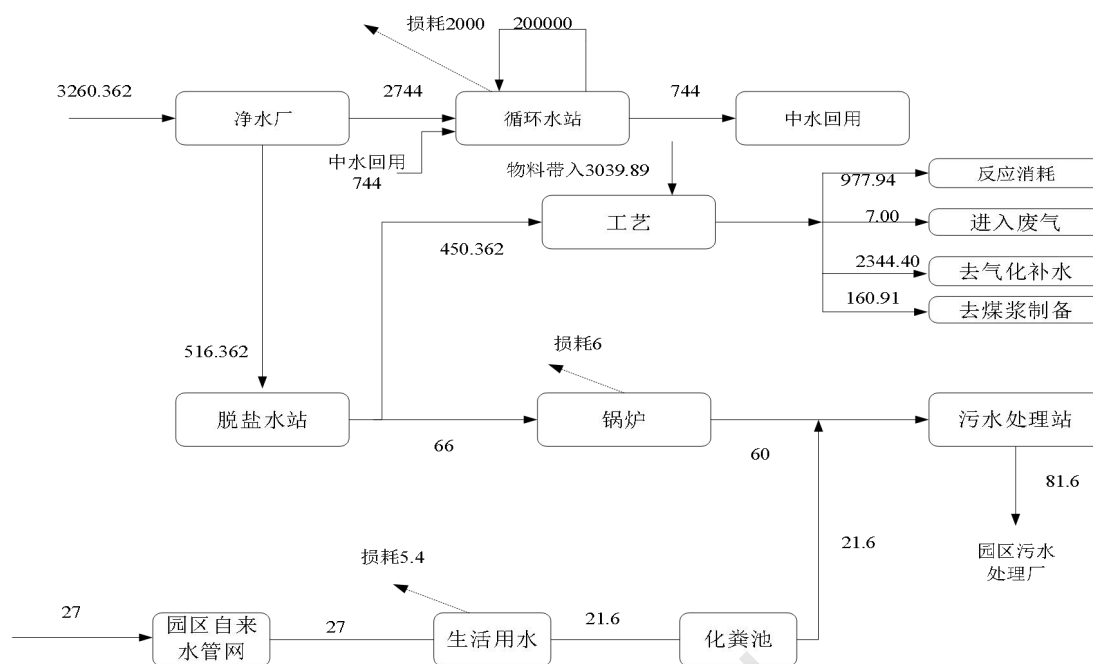 损耗2000
200000
3260.362
2744
744
净水厂
循环水站
中水回用
中水回用
744
物料带入3039.89
977.94
反应消耗
工艺
7.00
进入废气
450.362
2344.40
去气化补水
160.91
去煤浆制备
516.362
损耗6
脱盐水站
锅炉
污水处理站
66
60
81.6
21.6
园区污水
处理厂
损耗5.4
27
园区自来
水管网
27
生活用水
21.6
化粪池